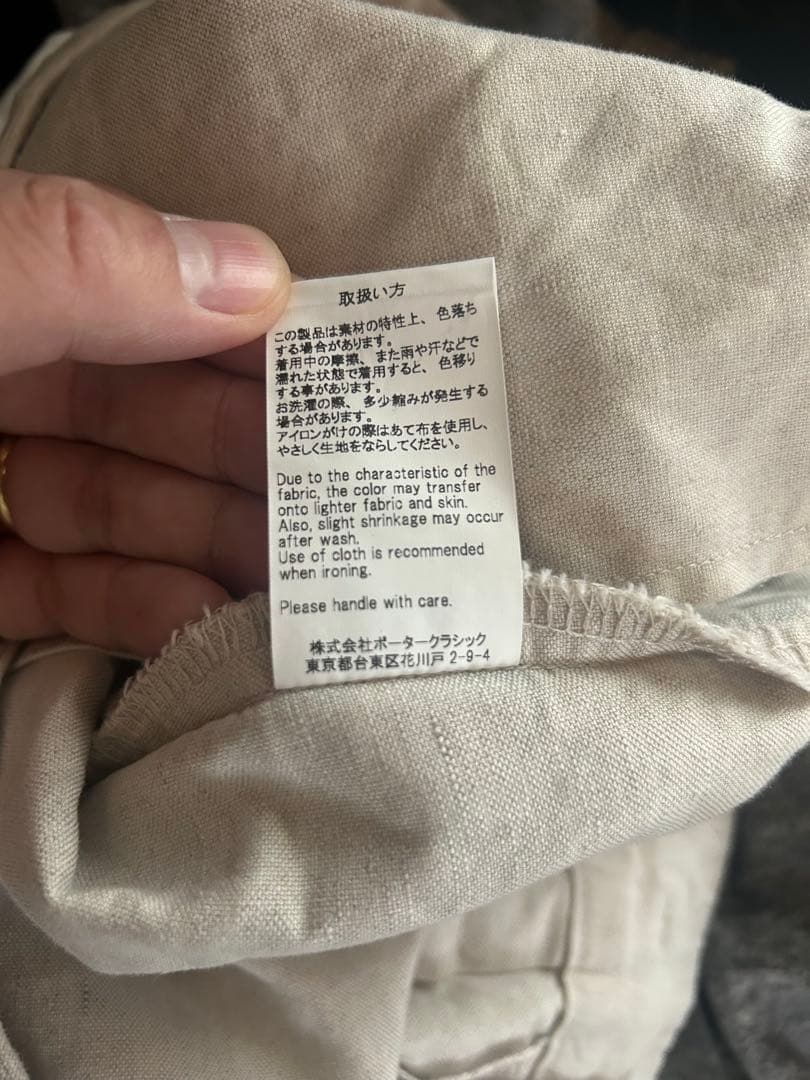 取扱い方
この製品は素材の特性上、色落ち
する場合があります。
着用中の摩擦、また雨や汗などで
濡れた状態で着用すると、色移り
する事があります。
お洗濯の際、多少縮みが発生する
場合があります。
アイロンがけの際はあて布を使用し、
やさしく生地をならしてください。
Due to the characteristic of the
fabric, the color may transfer
onto lighter fabric and skin.
Also, slight shrinkage may occur
after wash.
Use of cloth is recommended
when ironing.
Please handle with care.
株式会社ポータークラシック
東京都台東区花川戸 2-9-4